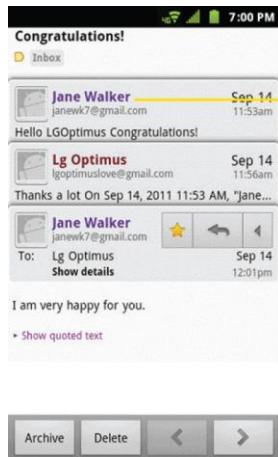 7:00 PM
Congratulations!
Inbox
Jane Walker Sep 14
janewk7@gmail.com 11:53am
Hello LGOptimus Congratulations!
Lg Optimus Sep 14
lgoptimuslove@gmail.com 11:56am
Thanks a lot On Sep 14, 2011 11:53 AM, "Jane...
Jane Walker
janewk7@gmail.com
To: Lg Optimus Sep 14
Show details 12:01pm
I am very happy for you.
Show quoted text
Archive Delete